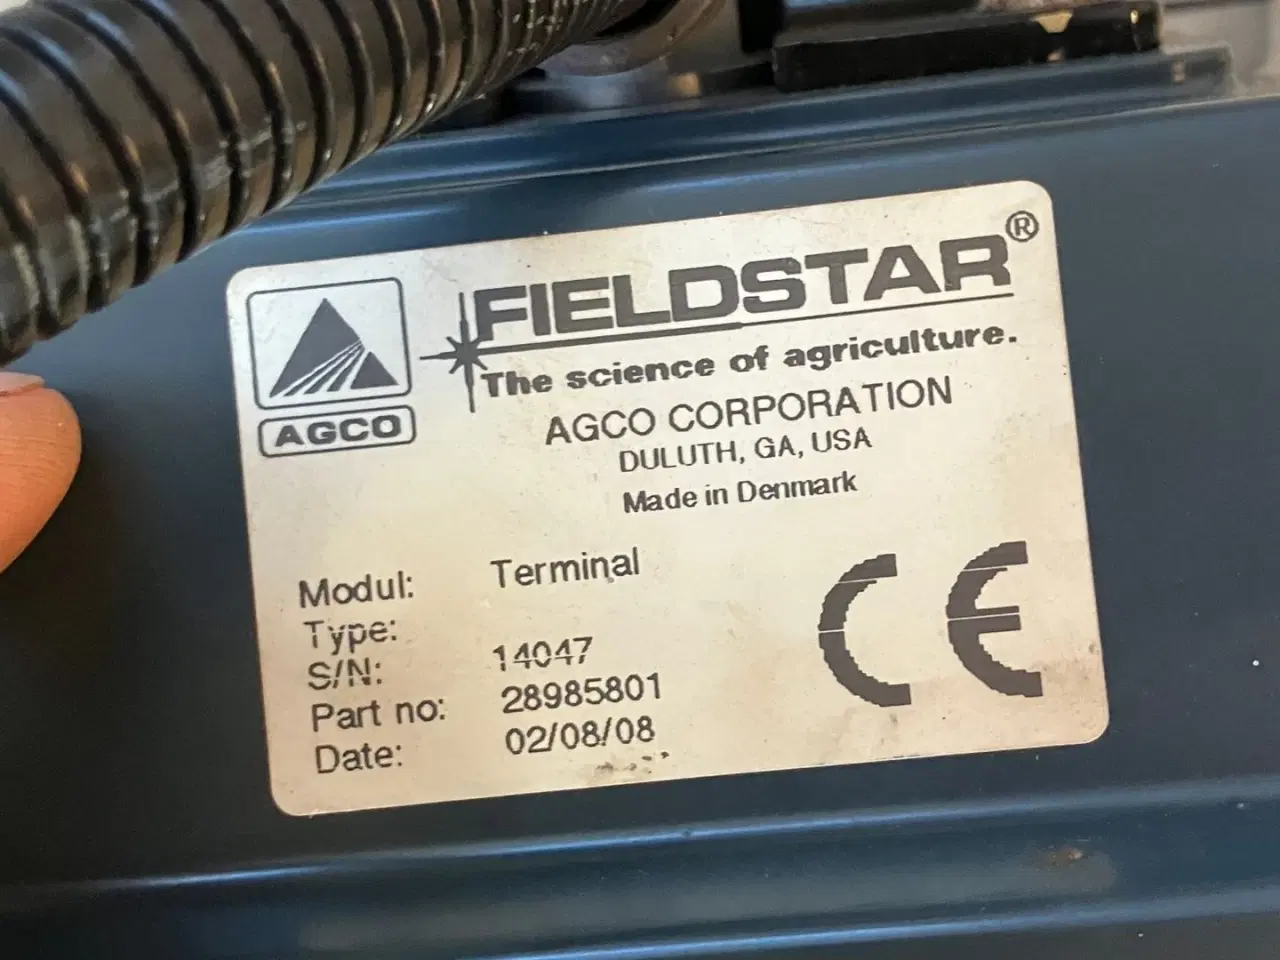 FIELDSTAR®
The science of agriculture.
AGCO
AGCO CORPORATION
DULUTH, GA, USA
Made in Denmark
Modul: Terminal
Type:
S/N: 14047
Part no: 28985801
Date: 02/08/08
CE